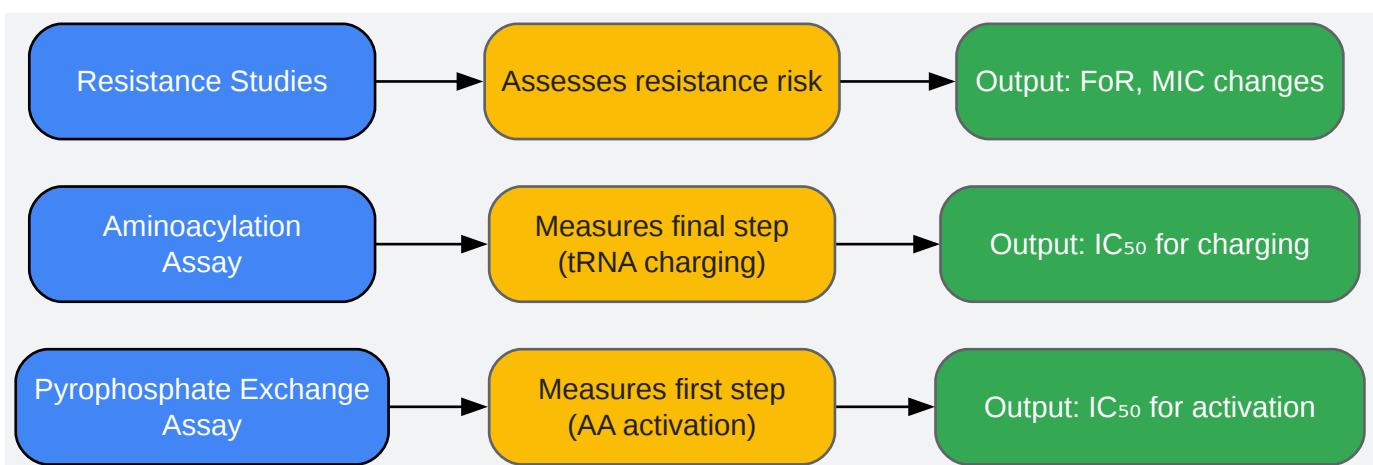 Resistance Studies
Assesses resistance risk
Output: FoR, MIC changes
Aminoacylation
Assay
Measures final step
(tRNA charging)
Output: IC₅₀ for charging
Pyrophosphate Exchange
Assay
Measures first step
(AA activation)
Output: IC₅₀ for activation